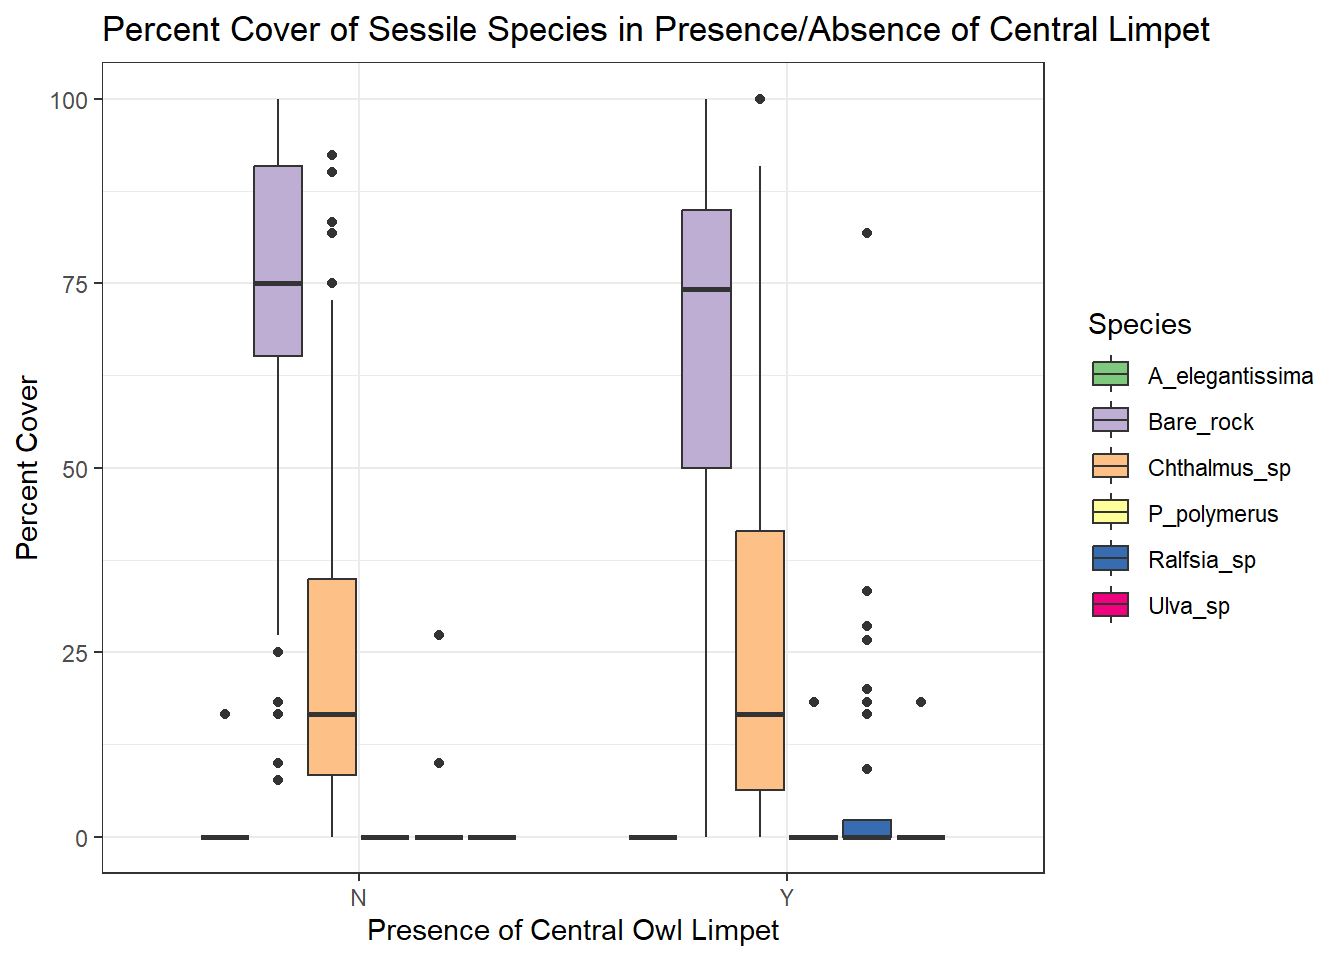 Percent Cover of Sessile Species in Presence/Absence of Central Limpet
100
75
50
25
0
Percent Cover
N
Y
Presence of Central Owl Limpet
Species
A_elegantissima
Bare_rock
Chthalmus_sp
P_polymerus
Ralfsia_sp
Ulva_sp